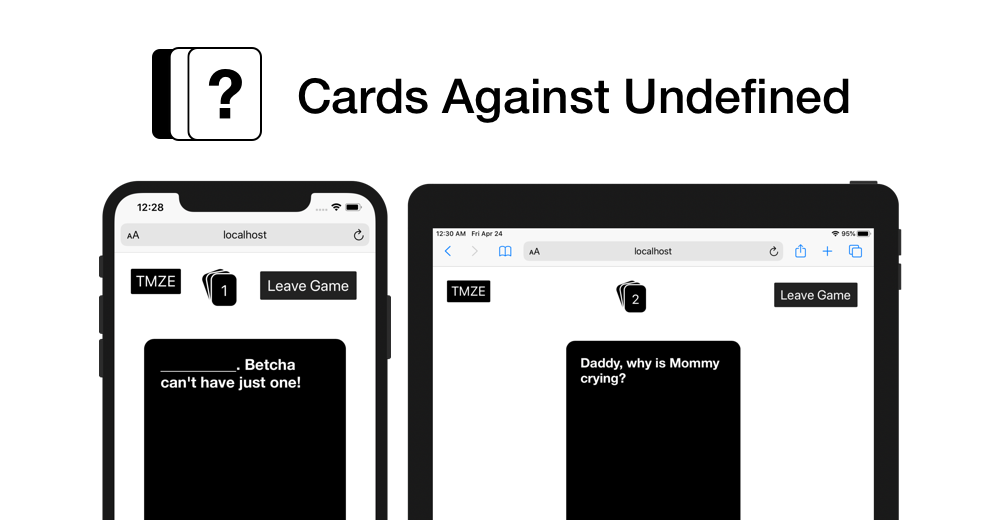 ?
Cards Against Undefined
12:28
AA
localhost
TMZE
1
Leave Game
_________. Betcha
can't have just one!
12:30 AM Fri Apr 24
95%
AA
localhost
TMZE
2
Leave Game
Daddy, why is Mommy
crying?